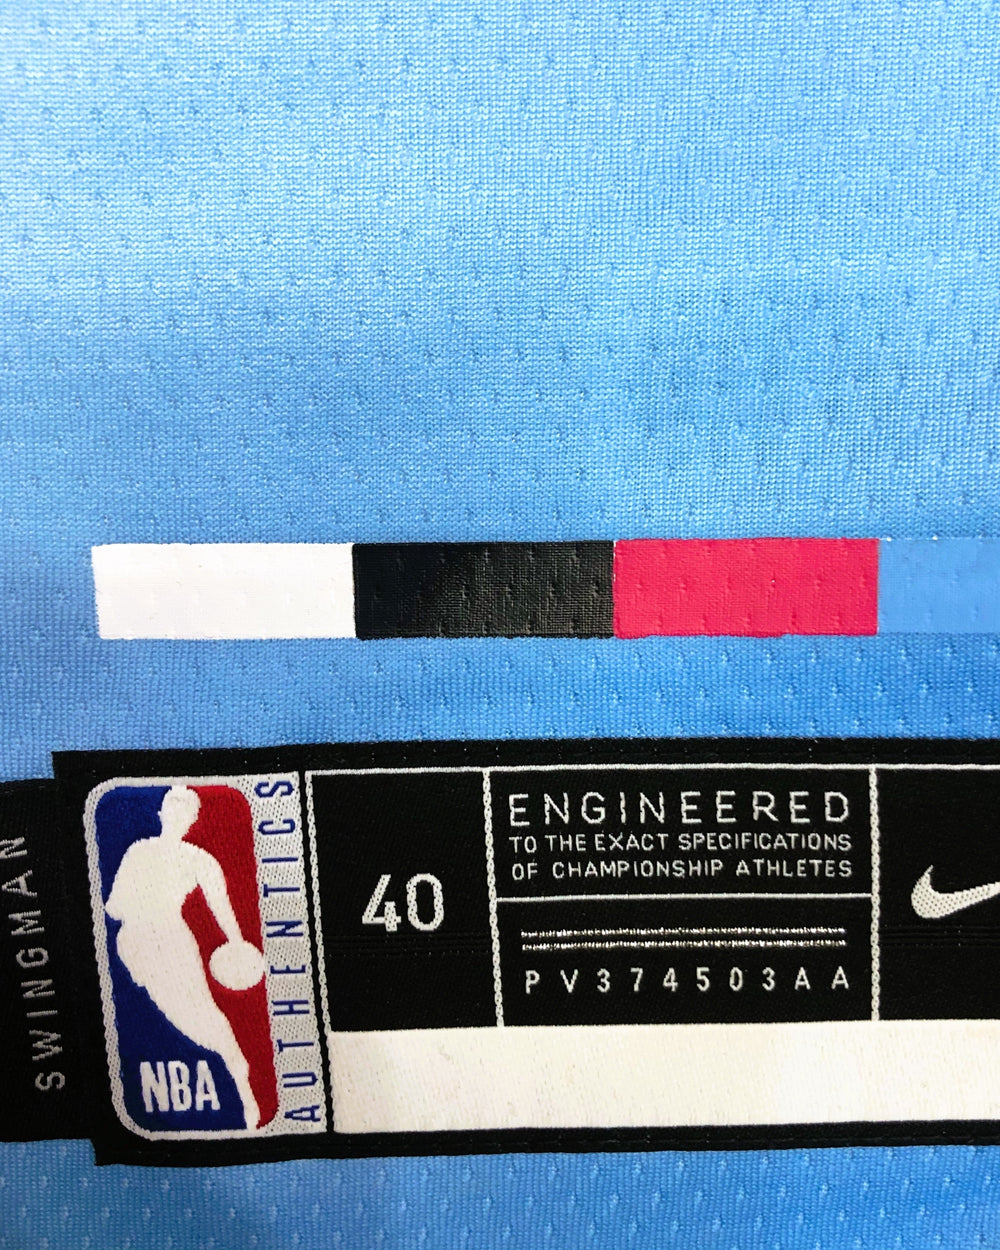 SWINGMAN
NBA
AUTHENTICS
40
ENGINEERED
TO THE EXACT SPECIFICATIONS
OF CHAMPIONSHIP ATHLETES
PV374503AA